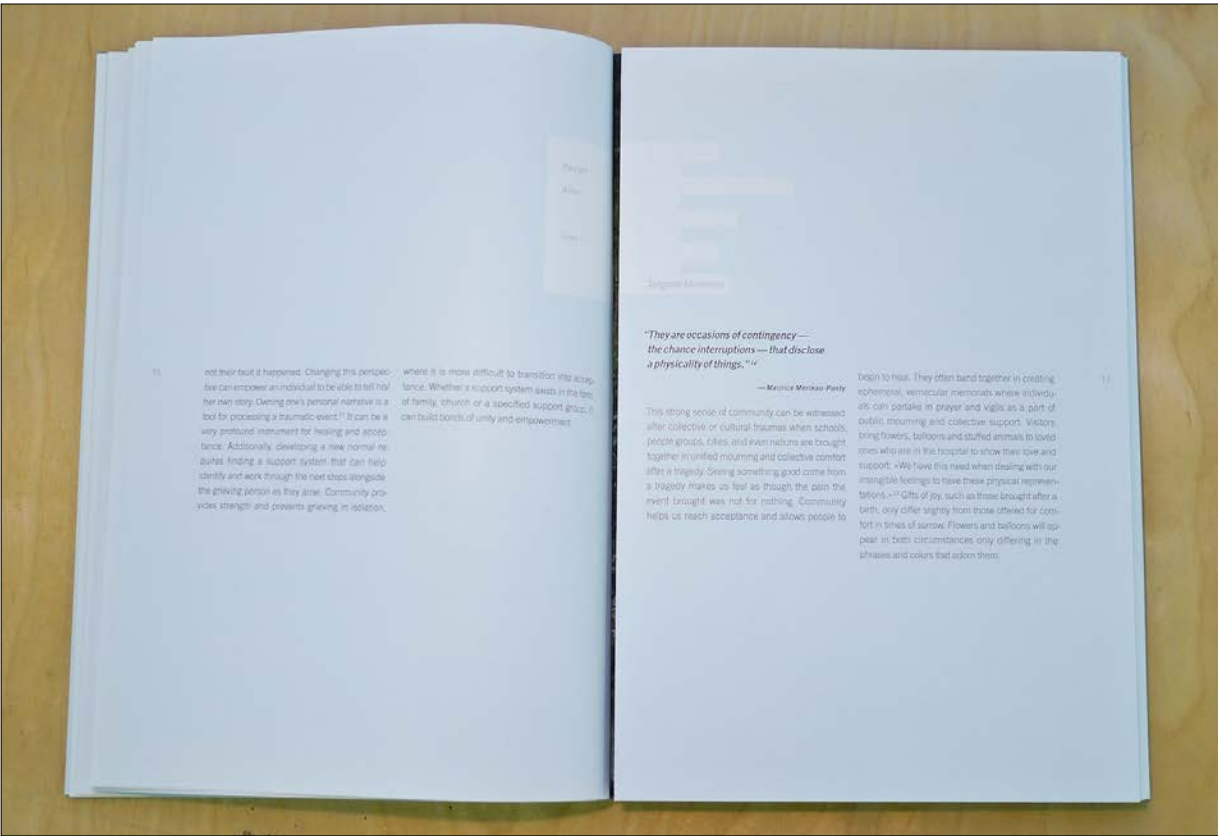 10
not their fault it happened. Changing this perspec-
tive can empower an individual to be able to tell his/
her own story. Owning one's personal narrative is a
tool for processing a traumatic event. It can be a
very profound instrument for healing and accep-
tance. Additionally, developing a new normal re-
quires finding a support system that can help
identify and work through the next steps alongside
the grieving person as they arise. Community pro-
vides strength and prevents grieving in isolation,
where it is more difficult to transition into accep-
tance. Whether a support system exists in the form
of family, church or a specified support group, it
can build bonds of unity and empowerment.
"They are occasions of contingency —
the chance interruptions — that disclose
a physicality of things."
— Maurice Merleau-Ponty
This strong sense of community can be witnessed
after collective or cultural traumas when schools,
people groups, cities, and even nations are brought
together in unified mourning and collective comfort
after a tragedy. Seeing something good come from
a tragedy makes us feel as though the pain the
event brought was not for nothing. Community
helps us reach acceptance and allows people to
begin to heal. They often band together in creating
ephemeral, vernacular memorials where individu-
als can partake in prayer and vigils as a part of
public mourning and collective support. Visitors
bring flowers, balloons and stuffed animals to loved
ones who are in the hospital to show their love and
support. «We have this need when dealing with our
intangible feelings to have these physical represen-
tations.» Gifts of joy, such as those brought after a
birth, only differ slightly from those offered for com-
fort in times of sorrow. Flowers and balloons will ap-
pear in both circumstances only differing in the
phrases and colors that adorn them.
11